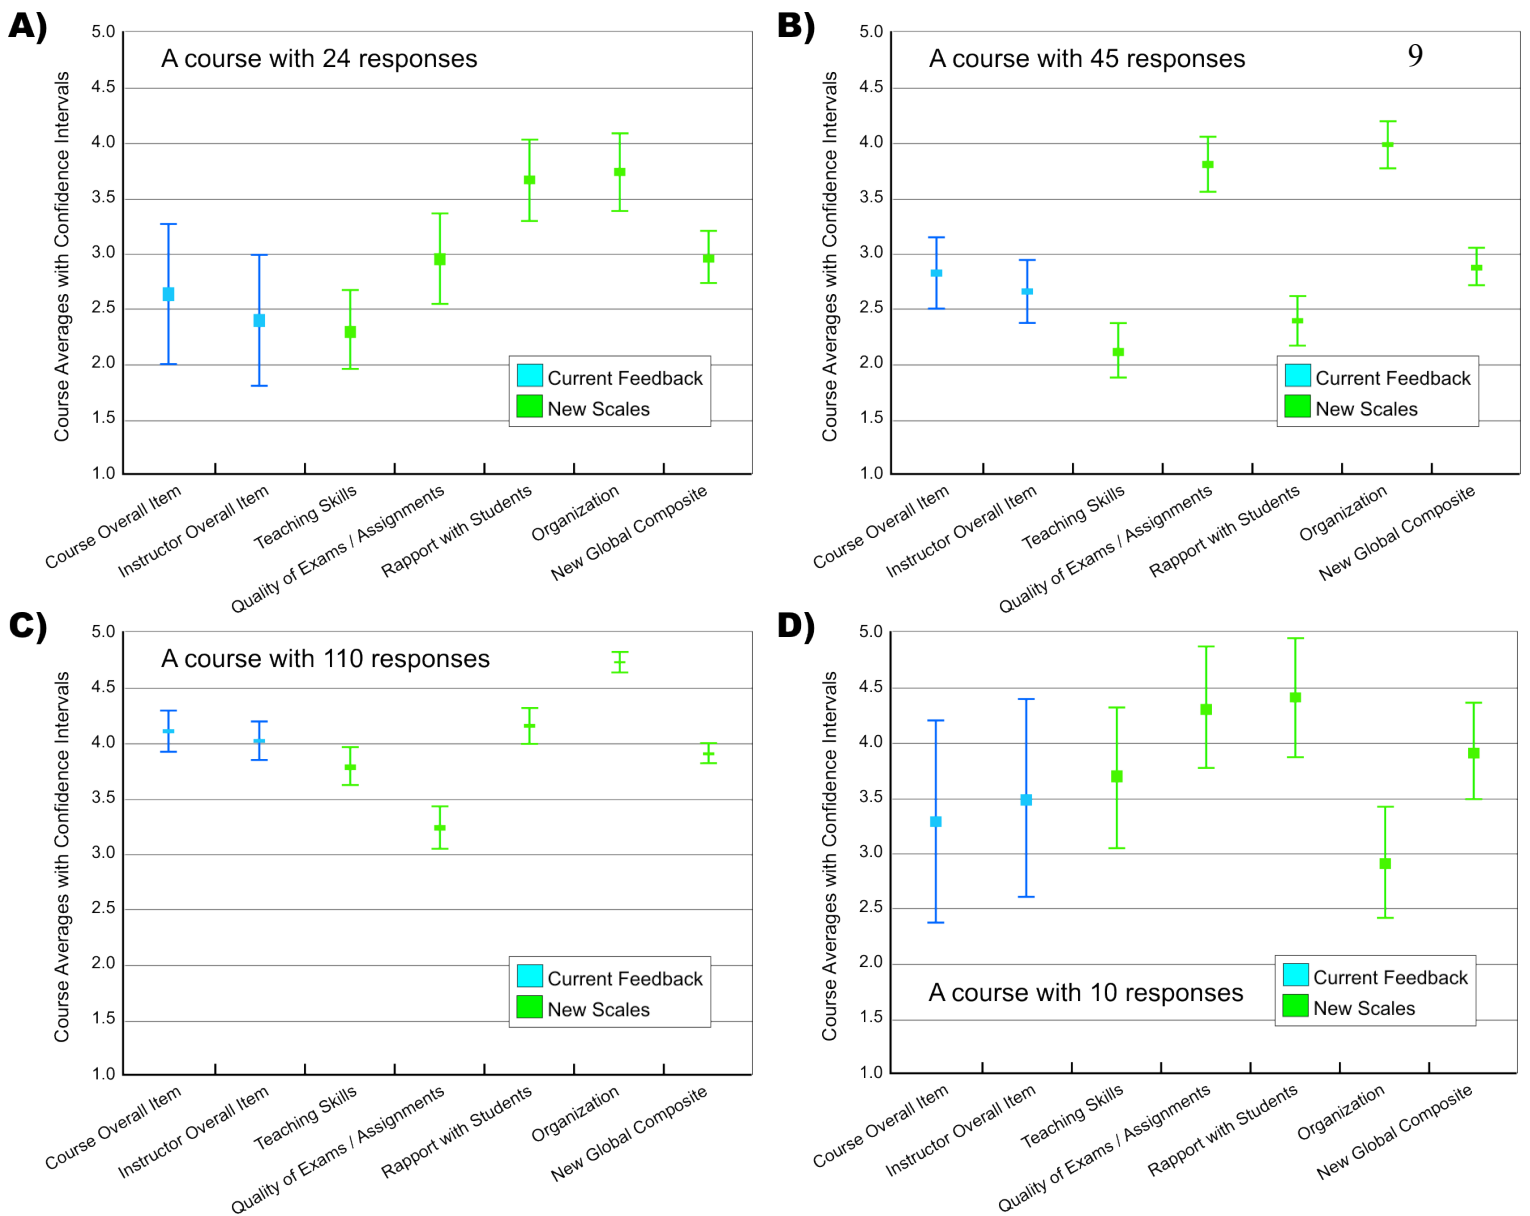 A)
Course Averages with Confidence Intervals
A course with 24 responses
5.0
4.5
4.0
3.5
3.0
2.5
2.0
1.5
1.0
Current Feedback
New Scales
Course Overall Item
Instructor Overall Item
Teaching Skills
Quality of Exams / Assignments
Rapport with Students
Organization
New Global Composite
B)
Course Averages with Confidence Intervals
A course with 45 responses
9
5.0
4.5
4.0
3.5
3.0
2.5
2.0
1.5
1.0
Current Feedback
New Scales
Course Overall Item
Instructor Overall Item
Teaching Skills
Quality of Exams / Assignments
Rapport with Students
Organization
New Global Composite
C)
Course Averages with Confidence Intervals
A course with 110 responses
5.0
4.5
4.0
3.5
3.0
2.5
2.0
1.5
1.0
Current Feedback
New Scales
Course Overall Item
Instructor Overall Item
Teaching Skills
Quality of Exams / Assignments
Rapport with Students
Organization
New Global Composite
D)
Course Averages with Confidence Intervals
5.0
4.5
4.0
3.5
3.0
2.5
2.0
1.5
1.0
A course with 10 responses
Current Feedback
New Scales
Course Overall Item
Instructor Overall Item
Teaching Skills
Quality of Exams / Assignments
Rapport with Students
Organization
New Global Composite